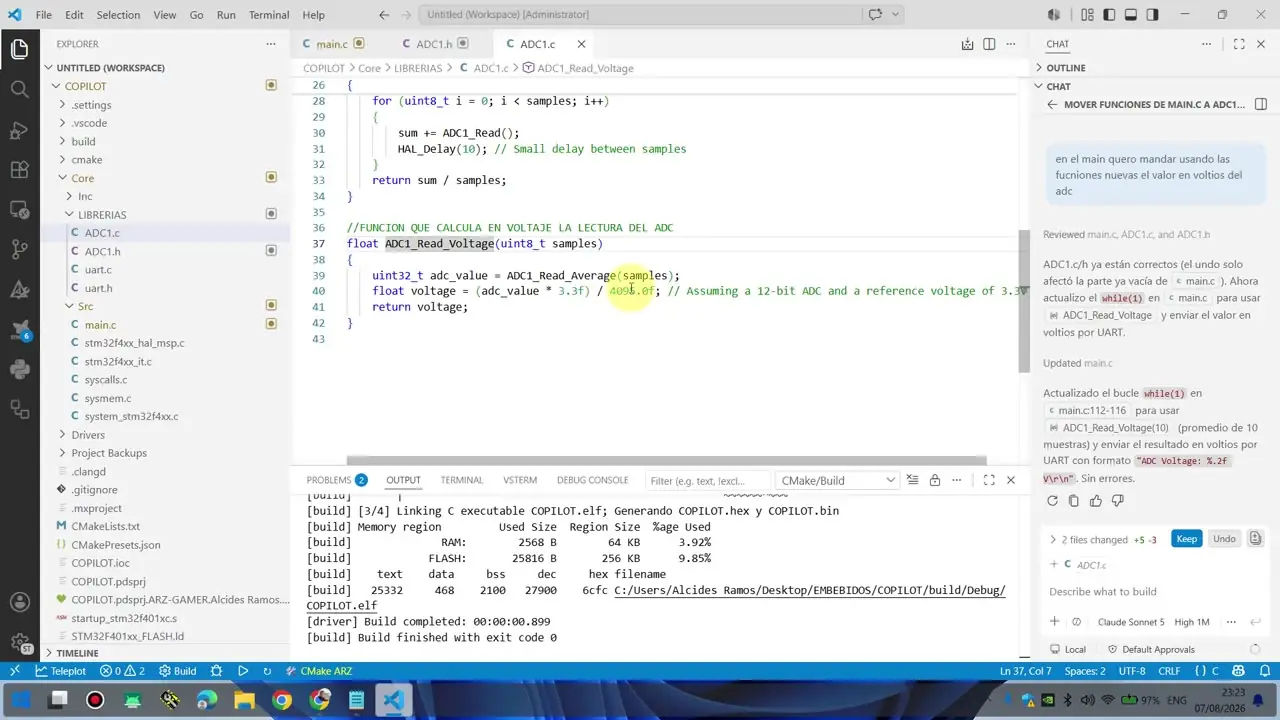 File Edit Selection View Go Run Terminal Help
Untitled (Workspace) [Administrator]
EXPLORER
UNTITLED (WORKSPACE)
COPILOT
.settings
.vscode
build
cmake
Core
Inc
LIBRERIAS
ADC1.c
ADC1.h
uart.c
uart.h
Src
main.c
stm32f4xx_hal_msp.c
stm32f4xx_it.c
syscalls.c
sysmem.c
system_stm32f4xx.c
Drivers
Project Backups
.clangd
.gitignore
.mxproject
CMakeLists.txt
CMakePresets.json
COPILOT.ioc
COPILOT.pdsprj
COPILOT.pdsprj.ARZ-GAMER.Alcides Ramos....
startup_stm32f401xc.s
STM32F401XX_FLASH.ld
TIMELINE
6
ST
main.c
ADC1.h
ADC1.c
COPILOT > Core > LIBRERIAS > C ADC1.c > ADC1_Read_Voltage
26 {
28 for (uint8_t i = 0; i < samples; i++)
29 {
30 sum += ADC1_Read();
31 HAL_Delay(10); // Small delay between samples
32 }
33 return sum / samples;
34 }
35
36 //FUNCION QUE CALCULA EN VOLTAJE LA LECTURA DEL ADC
37 float ADC1_Read_Voltage(uint8_t samples)
38 {
39 uint32_t adc_value = ADC1_Read_Average(samples);
40 float voltage = (adc_value * 3.3f) / 4095.0f; // Assuming a 12-bit ADC and a reference voltage of 3.3V
41 return voltage;
42 }
43
PROBLEMS 2 OUTPUT TERMINAL VSTERM DEBUG CONSOLE
Filter (e.g. text, !excl...
CMake/Build
[build] [3/4] Linking C executable COPILOT.elf; Generando COPILOT.hex y COPILOT.bin
[build] Memory region Used Size Region Size %age Used
[build] RAM: 2568 B 64 KB 3.92%
[build] FLASH: 25816 B 256 KB 9.85%
[build] text data bss dec hex filename
[build] 25332 468 2100 27900 6cfc C:/Users/Alcides Ramos/Desktop/EMBEBIDOS/COPILOT/build/Debug/
COPILOT.elf
[driver] Build completed: 00:00:00.899
[build] Build finished with exit code 0
CHAT
OUTLINE
CHAT
MOVER FUNCIONES DE MAIN.C A ADC1...
en el main quero mandar usando las
fucniones nuevas el valor en voltios del
adc
Reviewed main.c, ADC1.c, and ADC1.h
ADC1.c/h ya están correctos (el undo solo
afectó la parte ya vacía de C main.c ). Ahora
actualizo el while(1) en C main.c para usar
ADC1_Read_Voltage y enviar el valor en
voltios por UART.
Updated main.c
Actualizado el bucle while(1) en
C main.c:112-116 para usar
ADC1_Read_Voltage(10) (promedio de 10
muestras) y enviar el resultado en voltios por
UART con formato "ADC Voltage: %.2f
V\r\n". Sin errores.
2 files changed +5 -3 Keep Undo
+ C ADC1.c
Describe what to build
Claude Sonnet 5 High 1M
Local Default Approvals
Teleplot 0 2 Build CMake ARZ
Ln 37, Col 7 Spaces: 2 UTF-8 CRLF { } C
97% ENG 23:23
07/08/2026